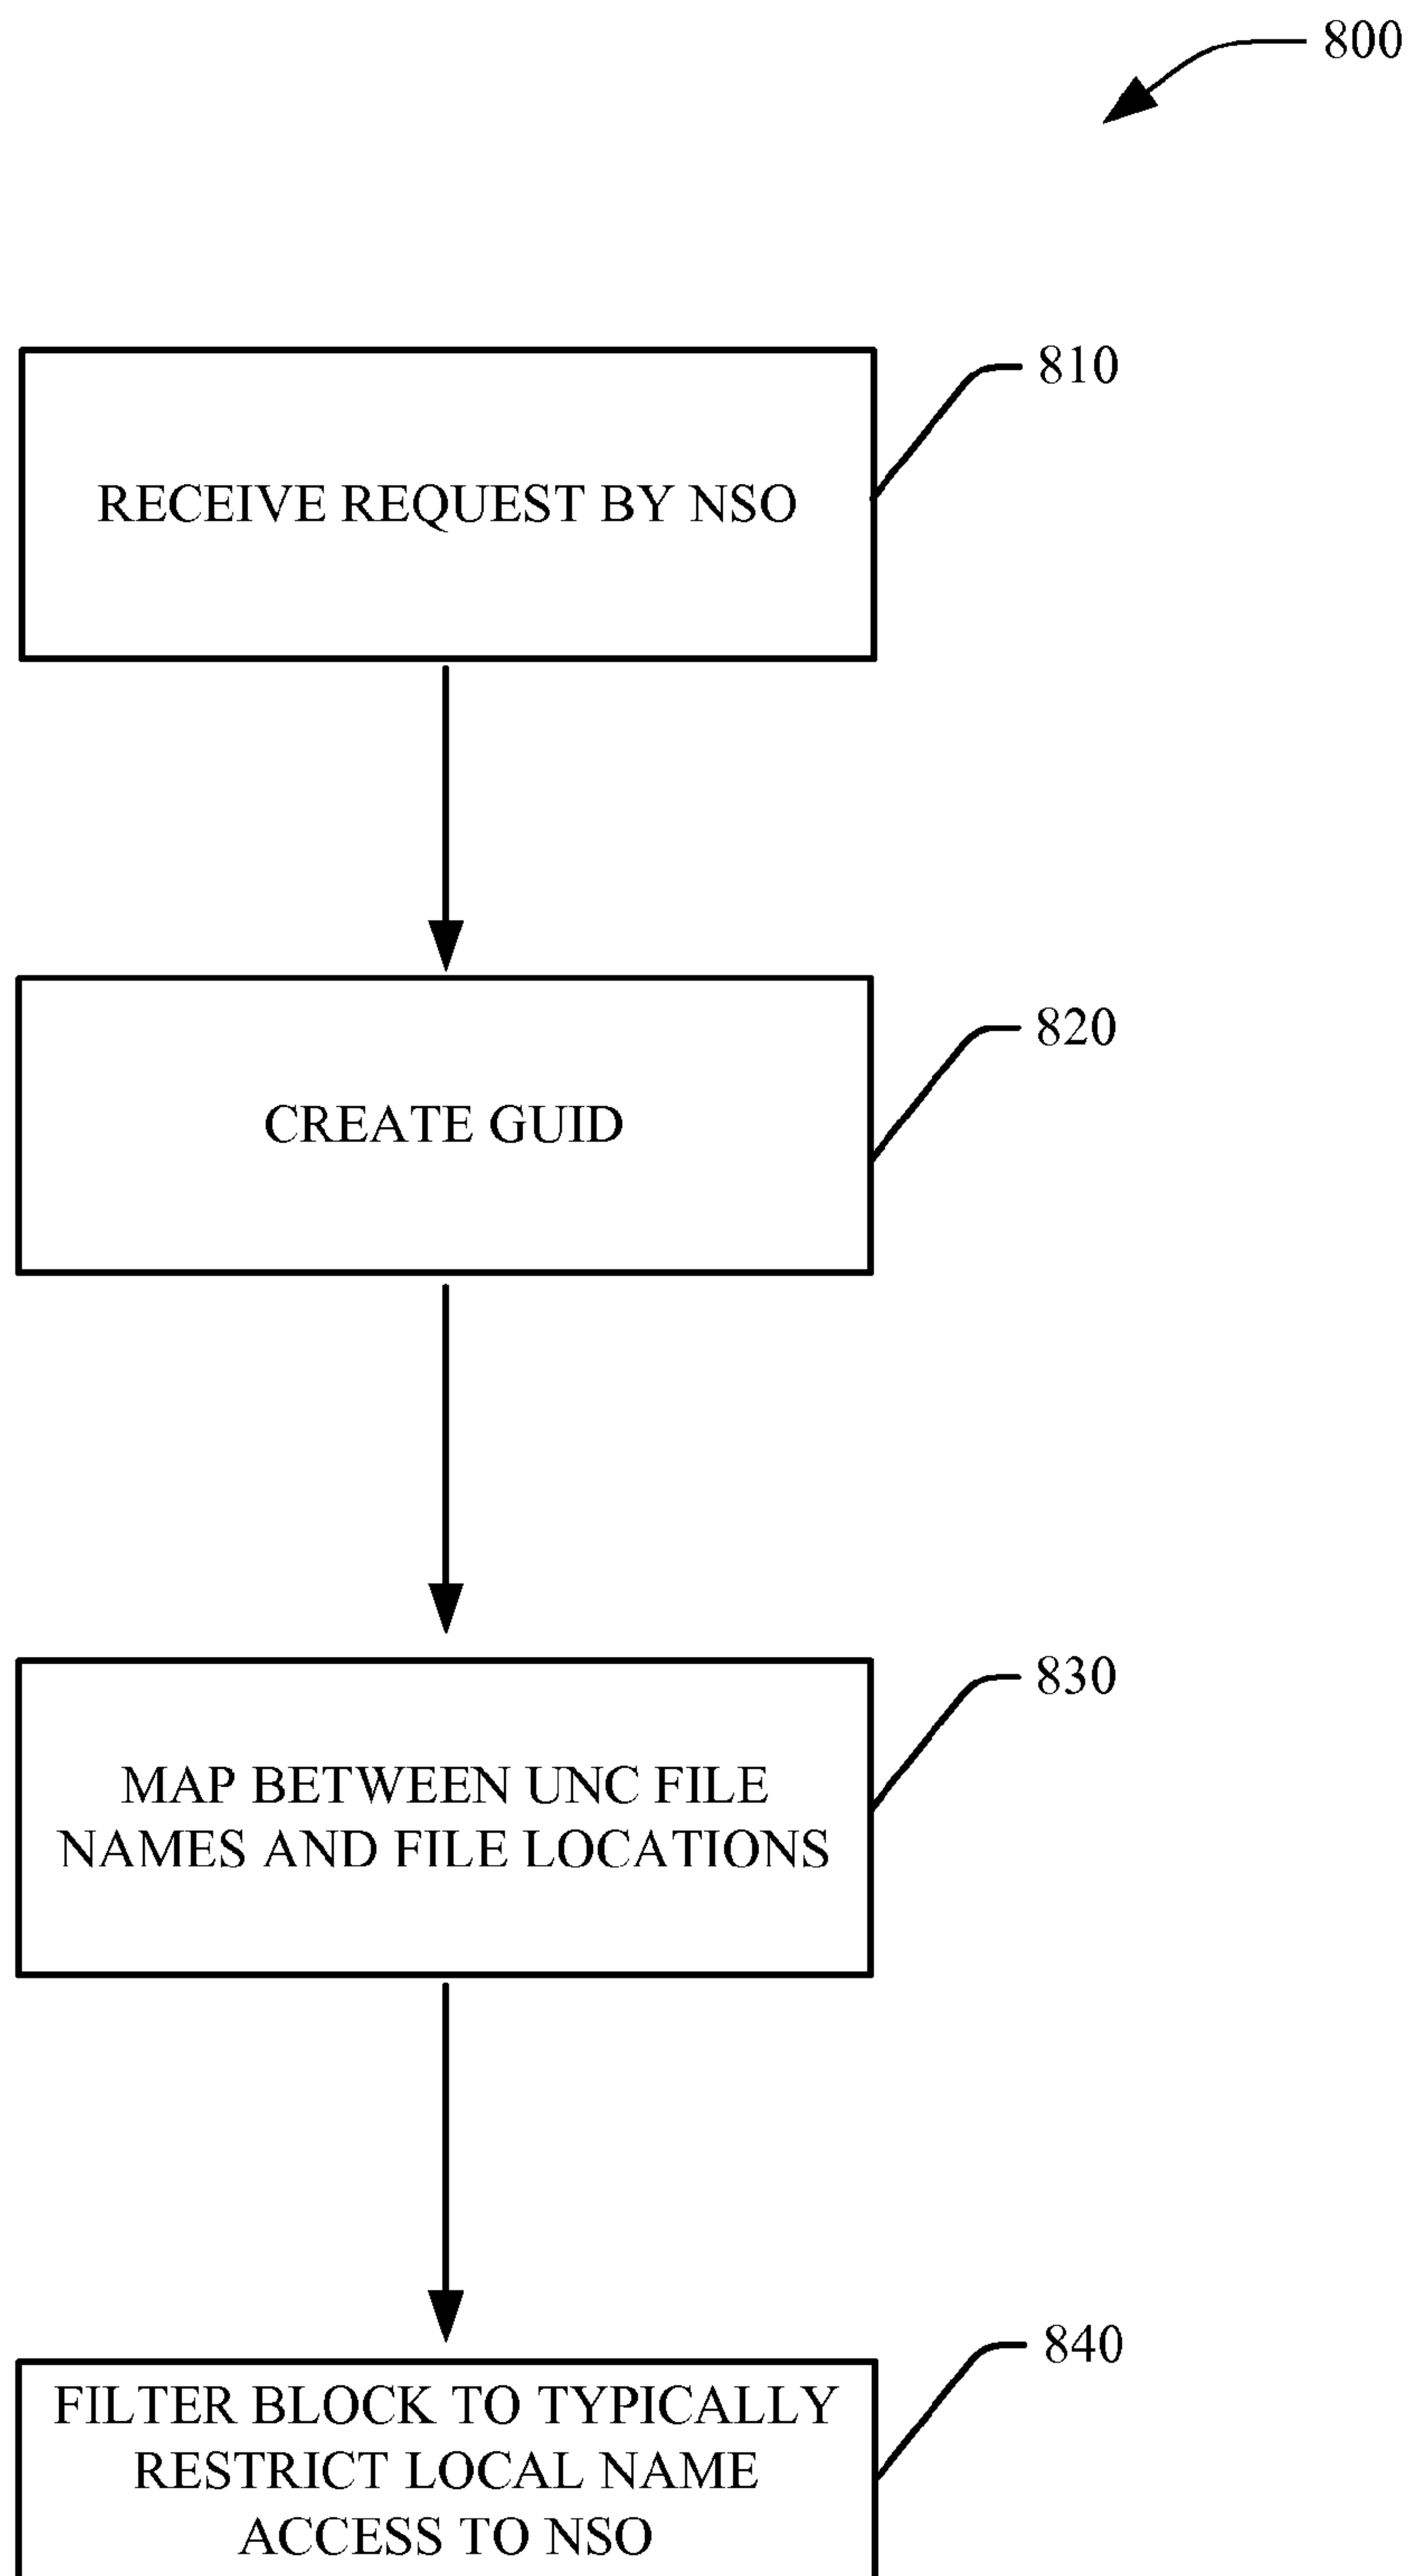 800
810
RECEIVE REQUEST BY NSO
820
CREATE GUID
830
MAP BETWEEN UNC FILE
NAMES AND FILE LOCATIONS
840
FILTER BLOCK TO TYPICALLY
RESTRICT LOCAL NAME
ACCESS TO NSO